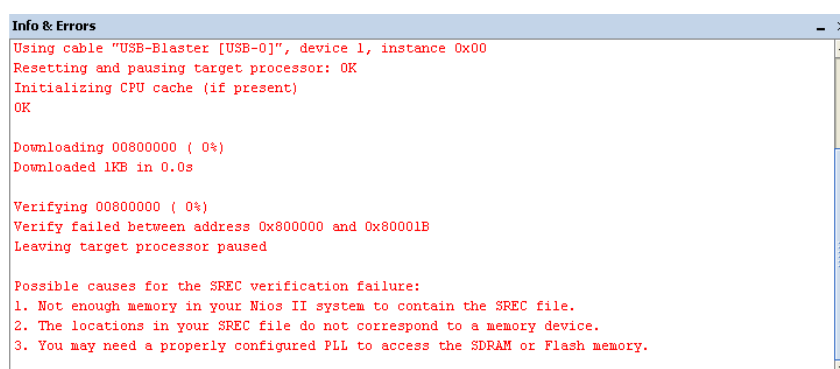 Info & Errors
Using cable "USB-Blaster [USB-0]", device 1, instance 0x00
Resetting and pausing target processor: OK
Initializing CPU cache (if present)
OK
Downloading 00800000 ( 0%)
Downloaded 1KB in 0.0s
Verifying 00800000 ( 0%)
Verify failed between address 0x800000 and 0x80001B
Leaving target processor paused
Possible causes for the SREC verification failure:
1. Not enough memory in your Nios II system to contain the SREC file.
2. The locations in your SREC file do not correspond to a memory device.
3. You may need a properly configured PLL to access the SDRAM or Flash memory.